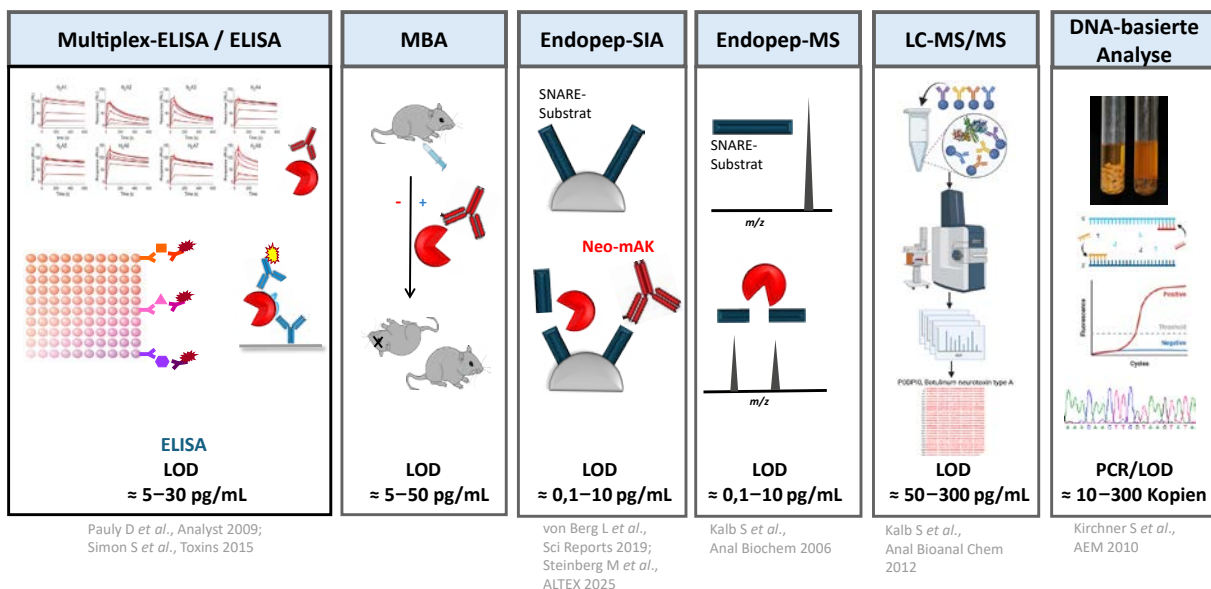 Multiplex-ELISA / ELISA
ELISA
LOD
≈ 5–30 pg/mL
Pauly D et al., Analyst 2009;
Simon S et al., Toxins 2015
MBA
-
+
LOD
≈ 5–50 pg/mL
Endopep-SIA
SNARE-
Substrat
Neo-mAK
LOD
≈ 0,1–10 pg/mL
von Berg L et al.,
Sci Reports 2019;
Steinberg M et al.,
ALTEX 2025
Endopep-MS
SNARE-
Substrat
m/z
m/z
LOD
≈ 0,1–10 pg/mL
Kalb S et al.,
Anal Biochem 2006
LC-MS/MS
P0DPI0, Botulinum neurotoxin type A
LOD
≈ 50–300 pg/mL
Kalb S et al.,
Anal Bioanal Chem
2012
DNA-basierte
Analyse
Fluorescence
Positive
Threshold
Negative
Cycles
PCR/LOD
≈ 10–300 Kopien
Kirchner S et al.,
AEM 2010